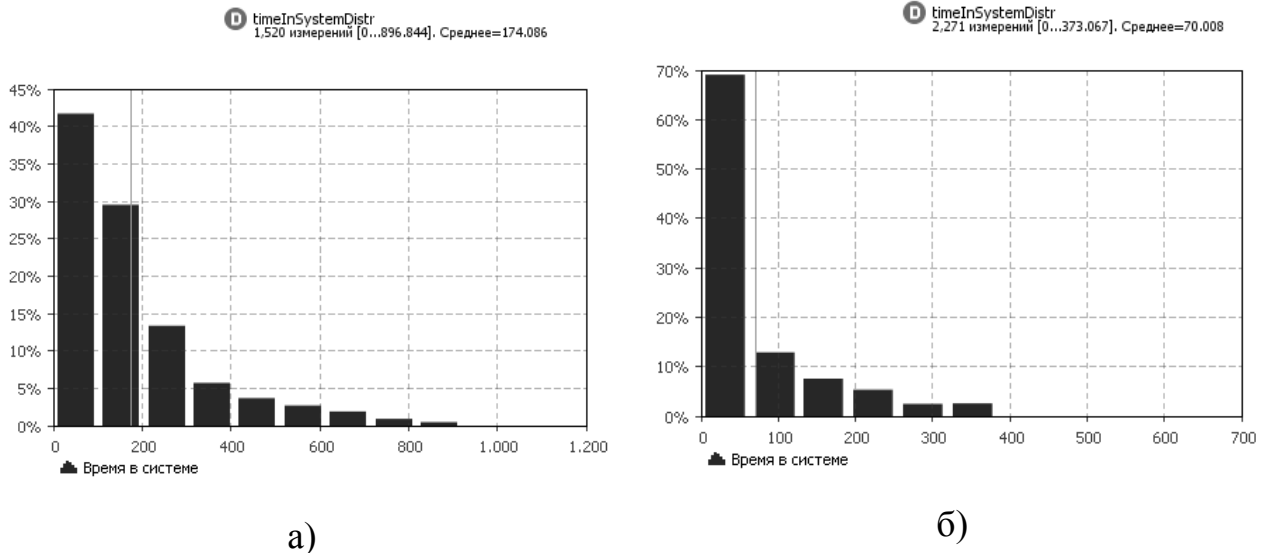 D timeInSystemDistr
1,520 измерений [0...896.844]. Среднее=174.086
45%
40%
35%
30%
25%
20%
15%
10%
5%
0%
0 200 400 600 800 1.000 1.200
Время в системе
а)
D timeInSystemDistr
2,271 измерений [0...373.067]. Среднее=70.008
70%
60%
50%
40%
30%
20%
10%
0%
0 100 200 300 400 500 600 700
Время в системе
б)